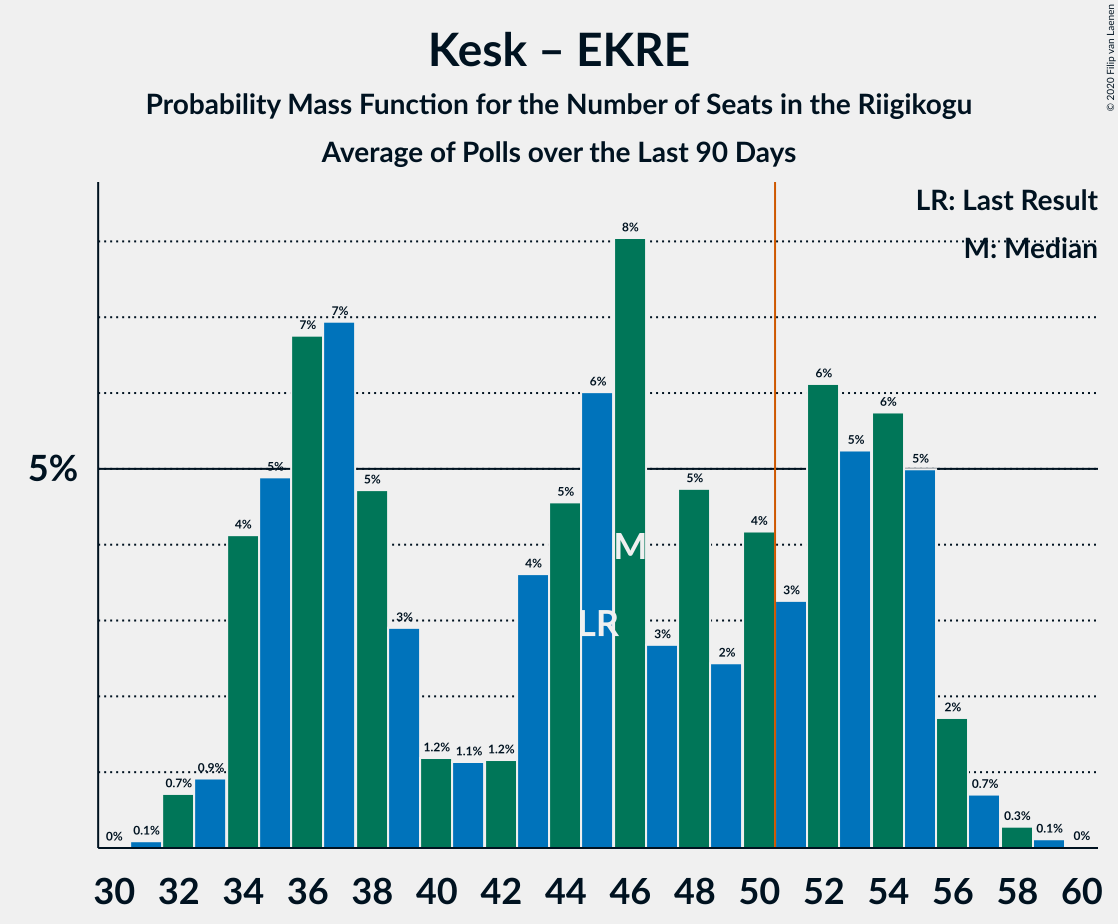 Kesk – EKRE
Probability Mass Function for the Number of Seats in the Riigikogu
Average of Polls over the Last 90 Days
© 2020 Filip van Laenen
LR: Last Result
M: Median
5%
0% 0.1% 0.7% 0.9% 4% 5% 7% 7% 5% 3% 1.2% 1.1% 1.2% 4% 5% 6% 8% 3% 5% 2% 4% 3% 6% 5% 6% 5% 2% 0.7% 0.3% 0.1% 0%
M
LR
30 32 34 36 38 40 42 44 46 48 50 52 54 56 58 60